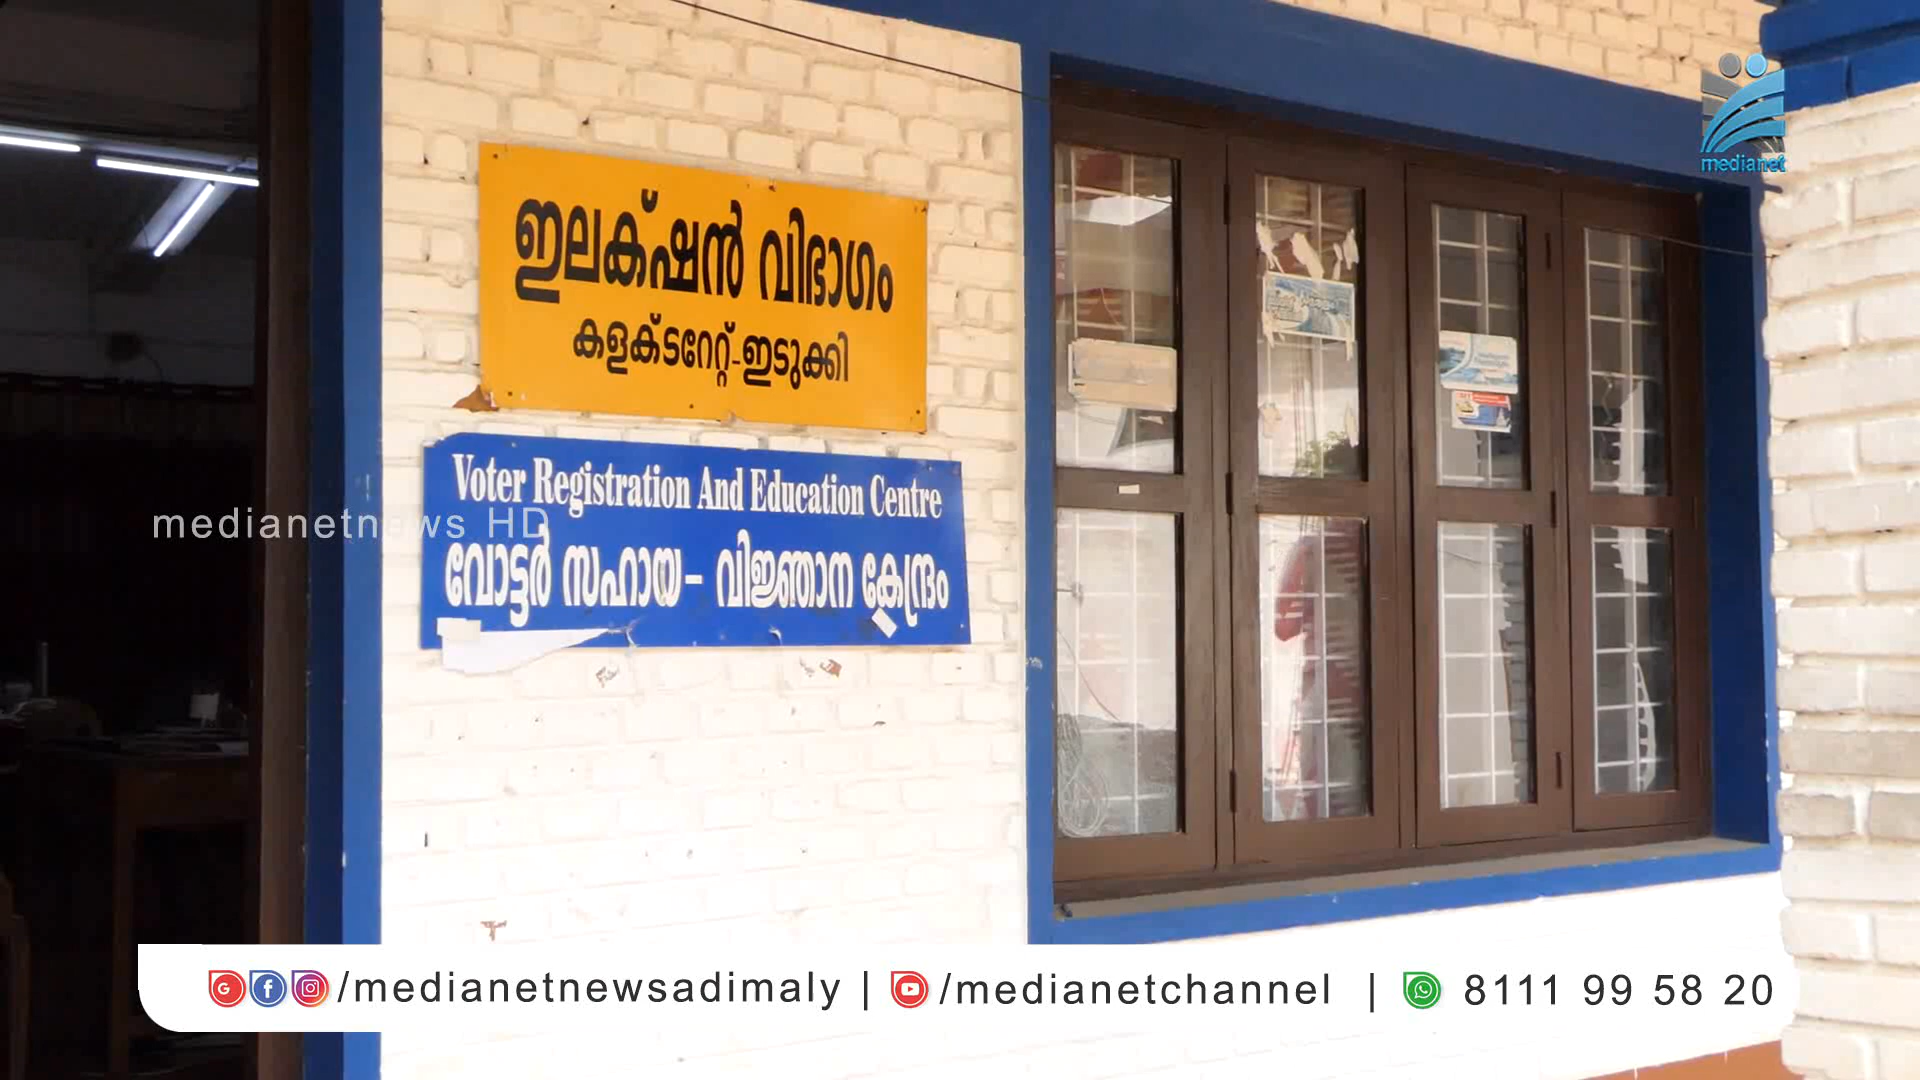 medianet
ഇലക്ഷൻ വിഭാഗം
കളക്ടറേറ്റ്-ഇടുക്കി
Voter Registration And Education Centre
medianetnews HD
വോട്ടർ സഹായ- വിജ്ഞാന കേന്ദ്രം
/medianetnewsadimaly | /medianetchannel | 8111 99 58 20